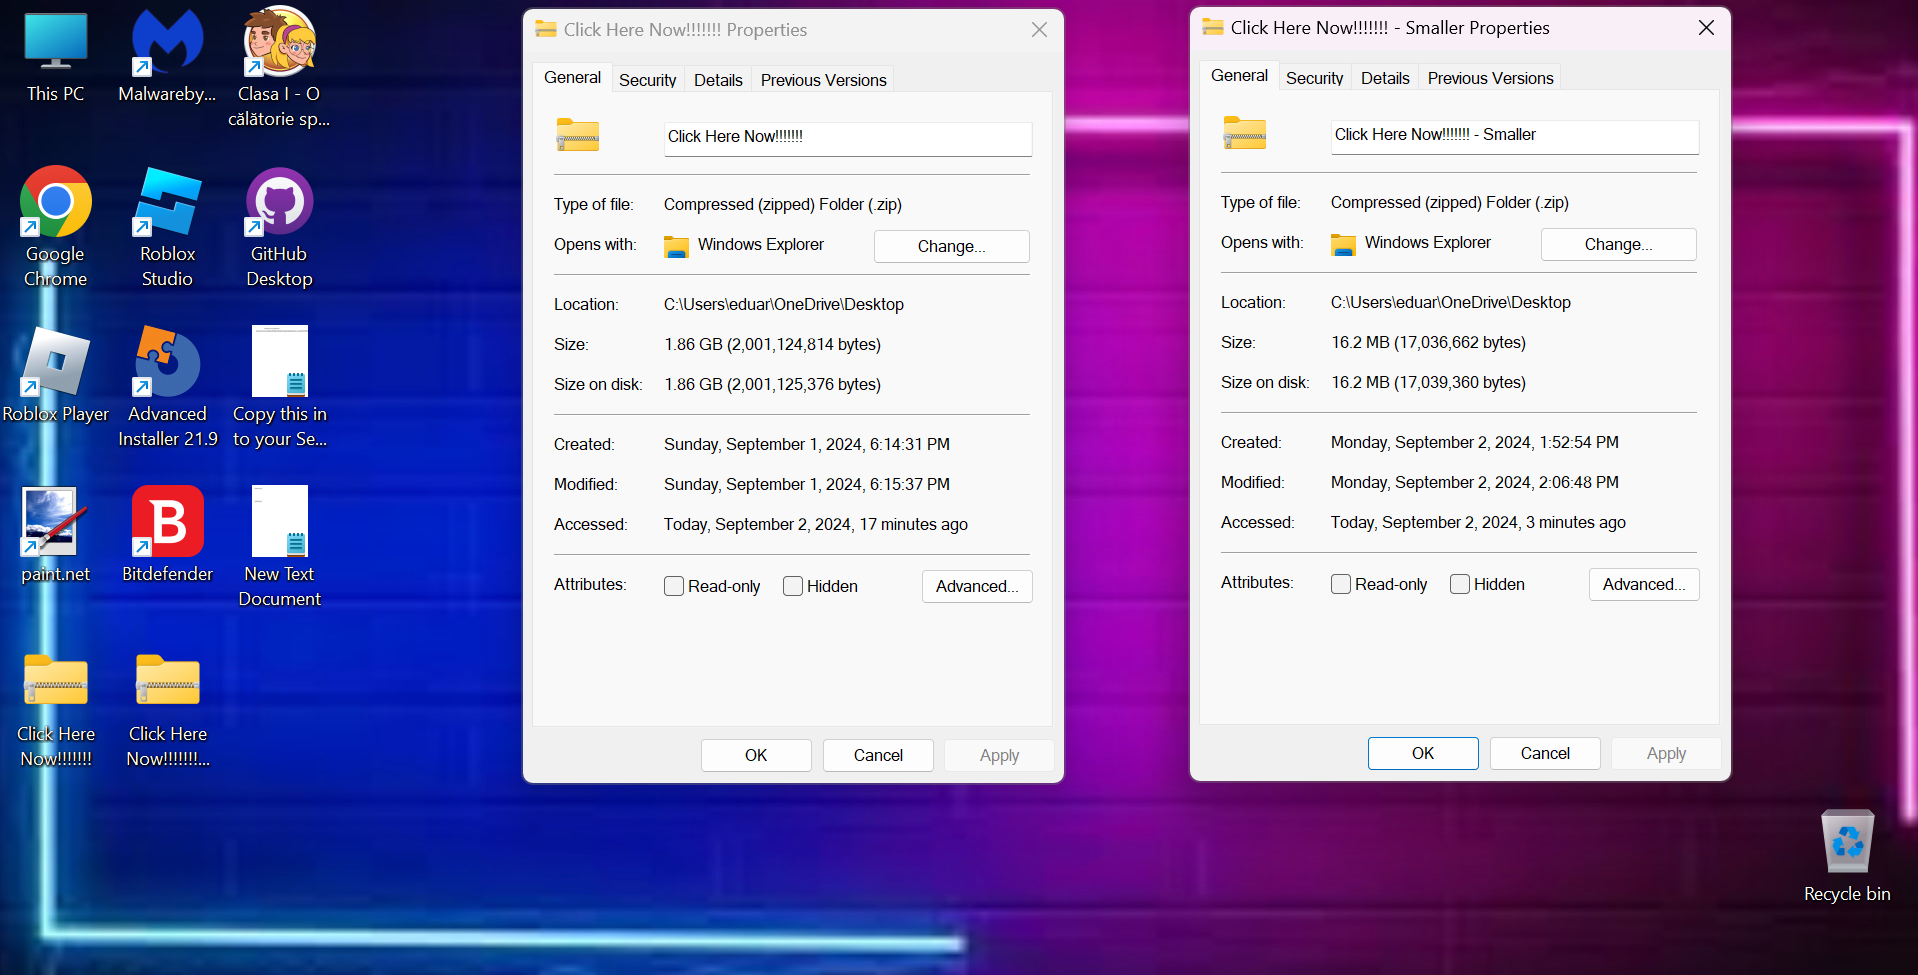 This PC
Malwareby...
Clasa I - O
călătorie sp...
Google
Chrome
Roblox
Studio
GitHub
Desktop
Roblox Player
Advanced
Installer 21.9
Copy this in
to your Se...
paint.net
B
Bitdefender
New Text
Document
Click Here
Now!!!!!!!
Click Here
Now!!!!!!!...
Click Here Now!!!!!!! Properties
General Security Details Previous Versions
Click Here Now!!!!!!!
Type of file: Compressed (zipped) Folder (.zip)
Opens with: Windows Explorer Change...
Location: C:\Users\eduar\OneDrive\Desktop
Size: 1.86 GB (2,001,124,814 bytes)
Size on disk: 1.86 GB (2,001,125,376 bytes)
Created: Sunday, September 1, 2024, 6:14:31 PM
Modified: Sunday, September 1, 2024, 6:15:37 PM
Accessed: Today, September 2, 2024, 17 minutes ago
Attributes: Read-only Hidden Advanced...
OK Cancel Apply
Click Here Now!!!!!!! - Smaller Properties
General Security Details Previous Versions
Click Here Now!!!!!!! - Smaller
Type of file: Compressed (zipped) Folder (.zip)
Opens with: Windows Explorer Change...
Location: C:\Users\eduar\OneDrive\Desktop
Size: 16.2 MB (17,036,662 bytes)
Size on disk: 16.2 MB (17,039,360 bytes)
Created: Monday, September 2, 2024, 1:52:54 PM
Modified: Monday, September 2, 2024, 2:06:48 PM
Accessed: Today, September 2, 2024, 3 minutes ago
Attributes: Read-only Hidden Advanced...
OK Cancel Apply
Recycle bin